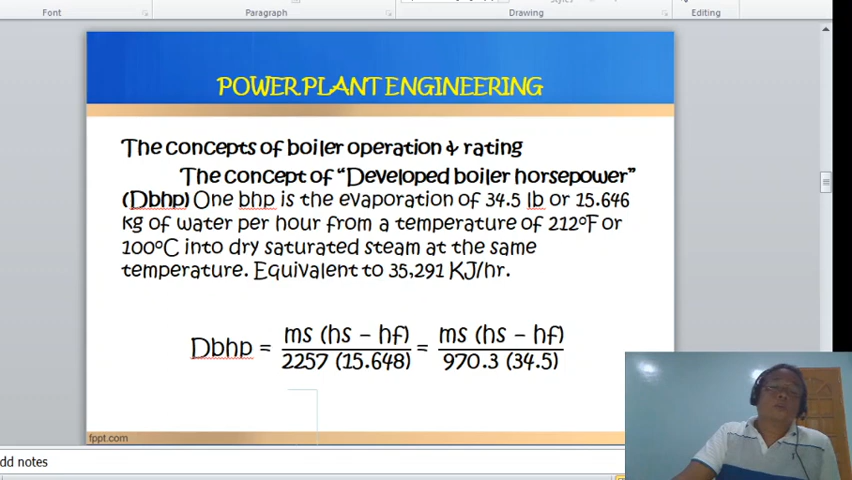 Font
Paragraph
Drawing
Editing
POWER PLANT ENGINEERING
The concepts of boiler operation & rating
The concept of “Developed boiler horsepower”
(Dbhp) One bhp is the evaporation of 34.5 lb or 15.646
kg of water per hour from a temperature of 212ºF or
100ºC into dry saturated steam at the same
temperature. Equivalent to 35,291 KJ/hr.
Dbhp = ms (hs – hf) / 2257 (15.648) = ms (hs – hf) / 970.3 (34.5)
fppt.com
dd notes